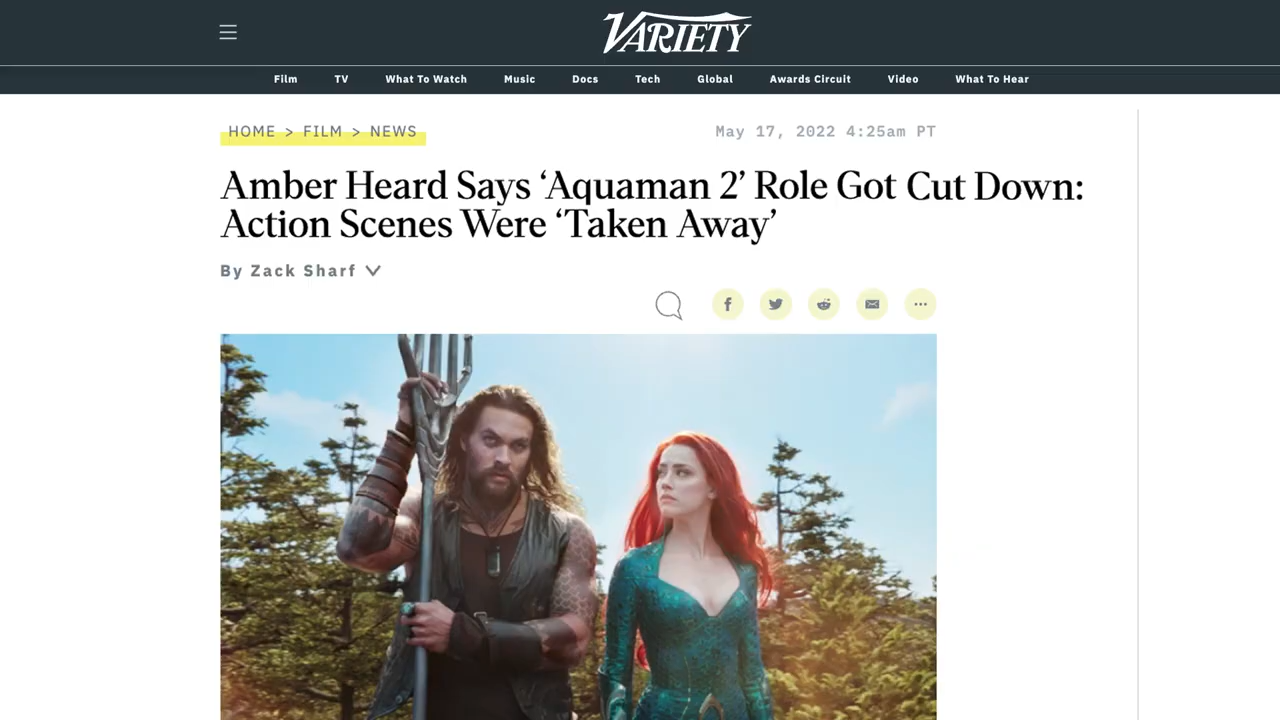 VARIETY
Film TV What To Watch Music Docs Tech Global Awards Circuit Video What To Hear
HOME > FILM > NEWS May 17, 2022 4:25am PT
Amber Heard Says ‘Aquaman 2’ Role Got Cut Down:
Action Scenes Were ‘Taken Away’
By Zack Sharf